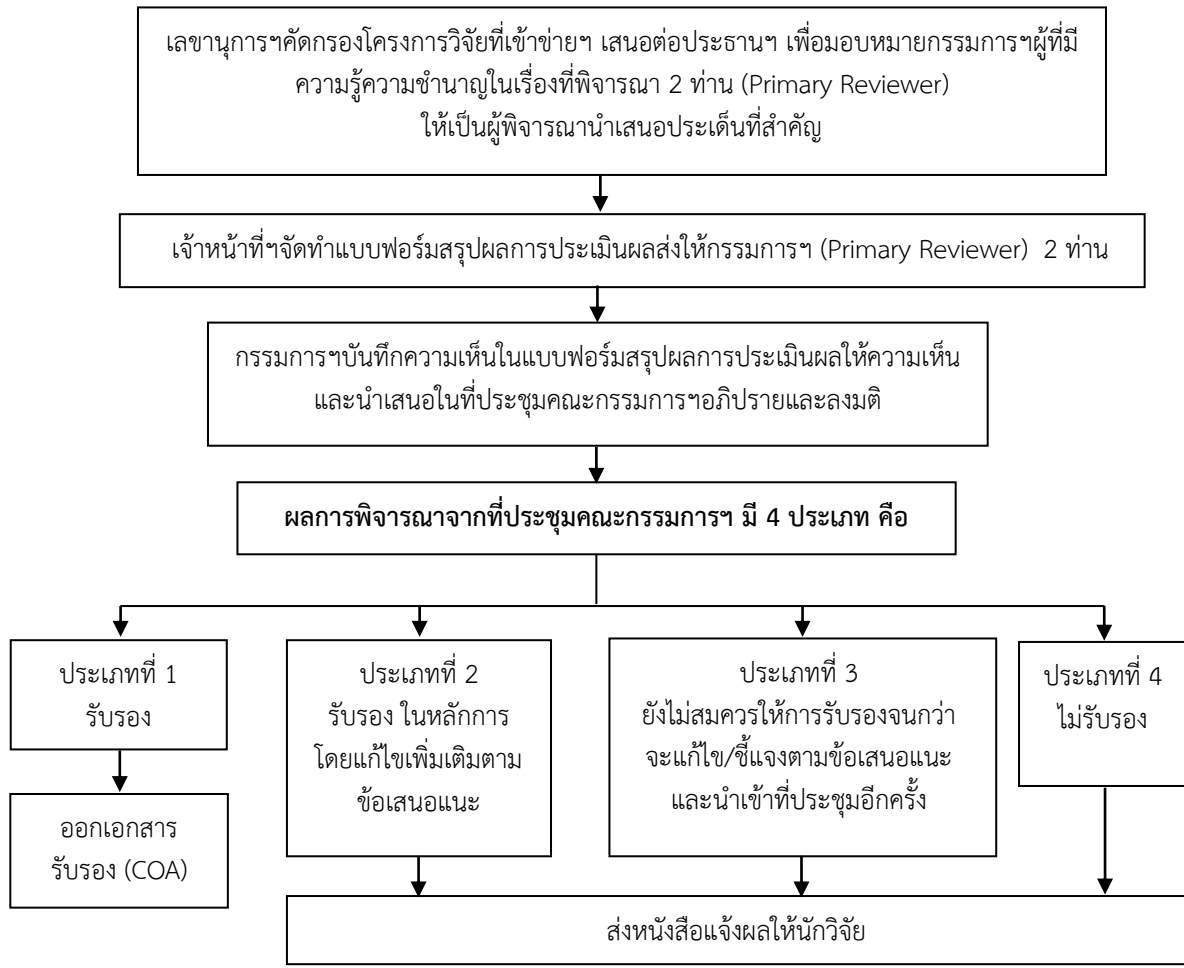 เลขานุการฯคัดกรองโครงการวิจัยที่เข้าข่ายฯ เสนอต่อประธานฯ เพื่อมอบหมายกรรมการฯผู้ที่มี
ความรู้ความชำนาญในเรื่องที่พิจารณา 2 ท่าน (Primary Reviewer)
ให้เป็นผู้พิจารณานำเสนอประเด็นที่สำคัญ
เจ้าหน้าที่ฯจัดทำแบบฟอร์มสรุปผลการประเมินผลส่งให้กรรมการฯ (Primary Reviewer) 2 ท่าน
กรรมการฯบันทึกความเห็นในแบบฟอร์มสรุปผลการประเมินผลให้ความเห็น
และนำเสนอในที่ประชุมคณะกรรมการฯอภิปรายและลงมติ
ผลการพิจารณาจากที่ประชุมคณะกรรมการฯ มี 4 ประเภท คือ
ประเภทที่ 1
รับรอง
ออกเอกสาร
รับรอง (COA)
ประเภทที่ 2
รับรอง ในหลักการ
โดยแก้ไขเพิ่มเติมตาม
ข้อเสนอแนะ
ประเภทที่ 3
ยังไม่สมควรให้การรับรองจนกว่า
จะแก้ไข/ชี้แจงตามข้อเสนอแนะ
และนำเข้าที่ประชุมอีกครั้ง
ประเภทที่ 4
ไม่รับรอง
ส่งหนังสือแจ้งผลให้นักวิจัย